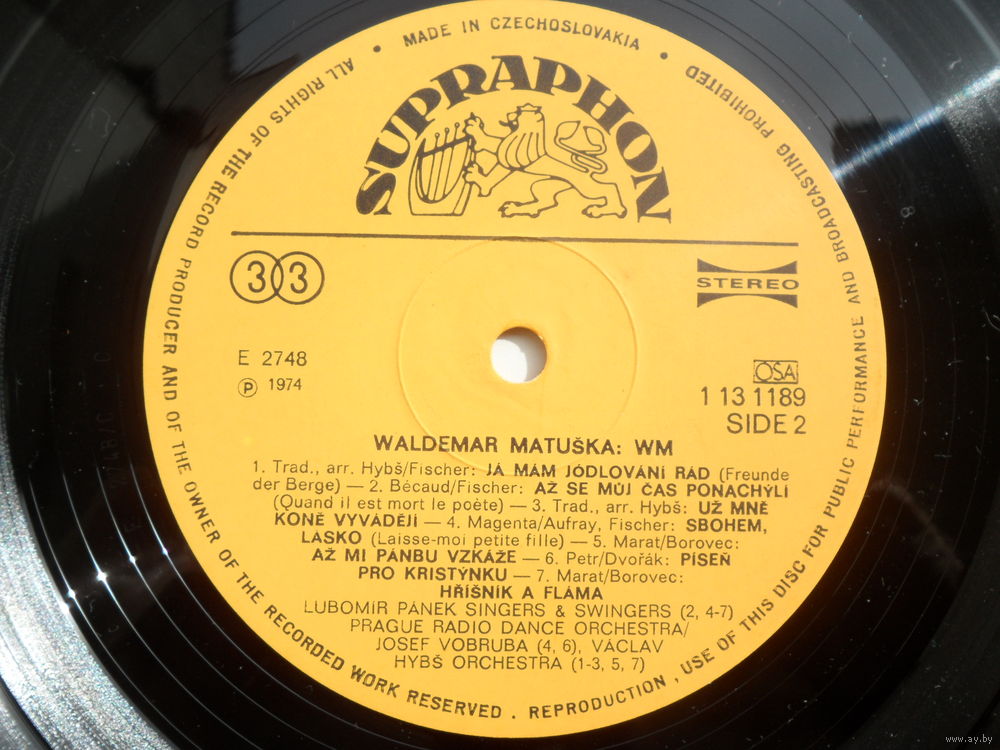 MADE IN CZECHOSLOVAKIA
ALL RIGHTS OF THE RECORD PRODUCER AND OF THE OWNER OF THE RECORDED WORK RESERVED . REPRODUCTION , USE OF THIS DISC FOR PUBLIC PERFORMANCE AND BROADCASTING PROHIBITED
SUPRAPHON
33
STEREO
E 2748
℗ 1974
OSA
1 13 1189
SIDE 2
WALDEMAR MATUŠKA: WM
1. Trad., arr. Hybš/Fischer: JÁ MÁM JÓDLOVÁNÍ RÁD (Freunde
der Berge) — 2. Bécaud/Fischer: AŽ SE MŮJ ČAS PONACHÝLÍ
(Quand il est mort le poète) — 3. Trad., arr. Hybš: UŽ MNĚ
KONĚ VYVÁDĚJÍ — 4. Magenta/Aufray, Fischer: SBOHEM,
LÁSKO (Laisse-moi petite fille) — 5. Marat/Borovec:
AŽ MI PÁNBU VZKÁŽE — 6. Petr/Dvořák: PÍSEŇ
PRO KRISTÝNKU — 7. Marat/Borovec:
HŘÍŠNÍK A FLÁMA
LUBOMÍR PÁNEK SINGERS & SWINGERS (2, 4-7)
PRAGUE RADIO DANCE ORCHESTRA/
JOSEF VOBRUBA (4, 6), VÁCLAV
HYBŠ ORCHESTRA (1-3, 5, 7)
www.ay.by